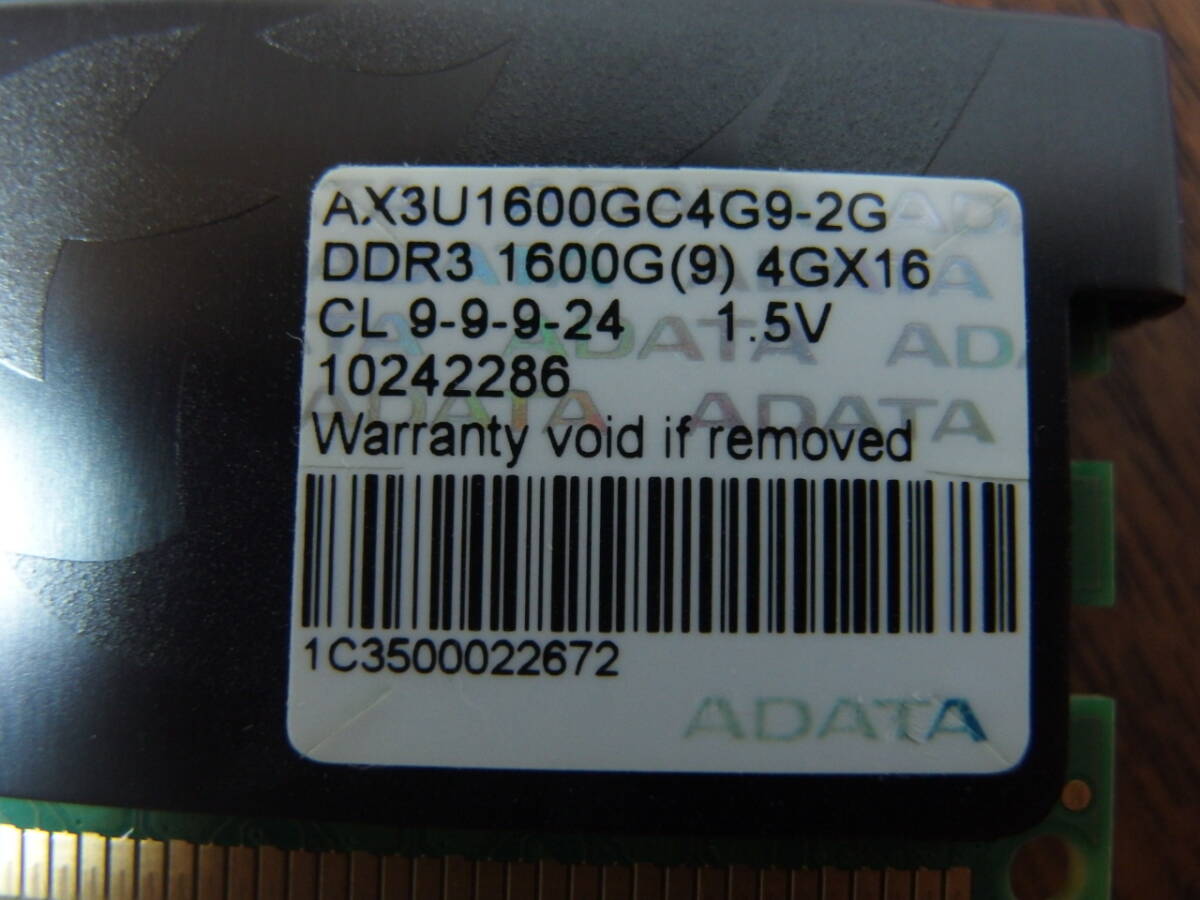 AX3U1600GC4G9-2G
DDR3 1600G(9) 4GX16
CL 9-9-9-24 1.5V
10242286
Warranty void if removed
1C3500022672
ADATA